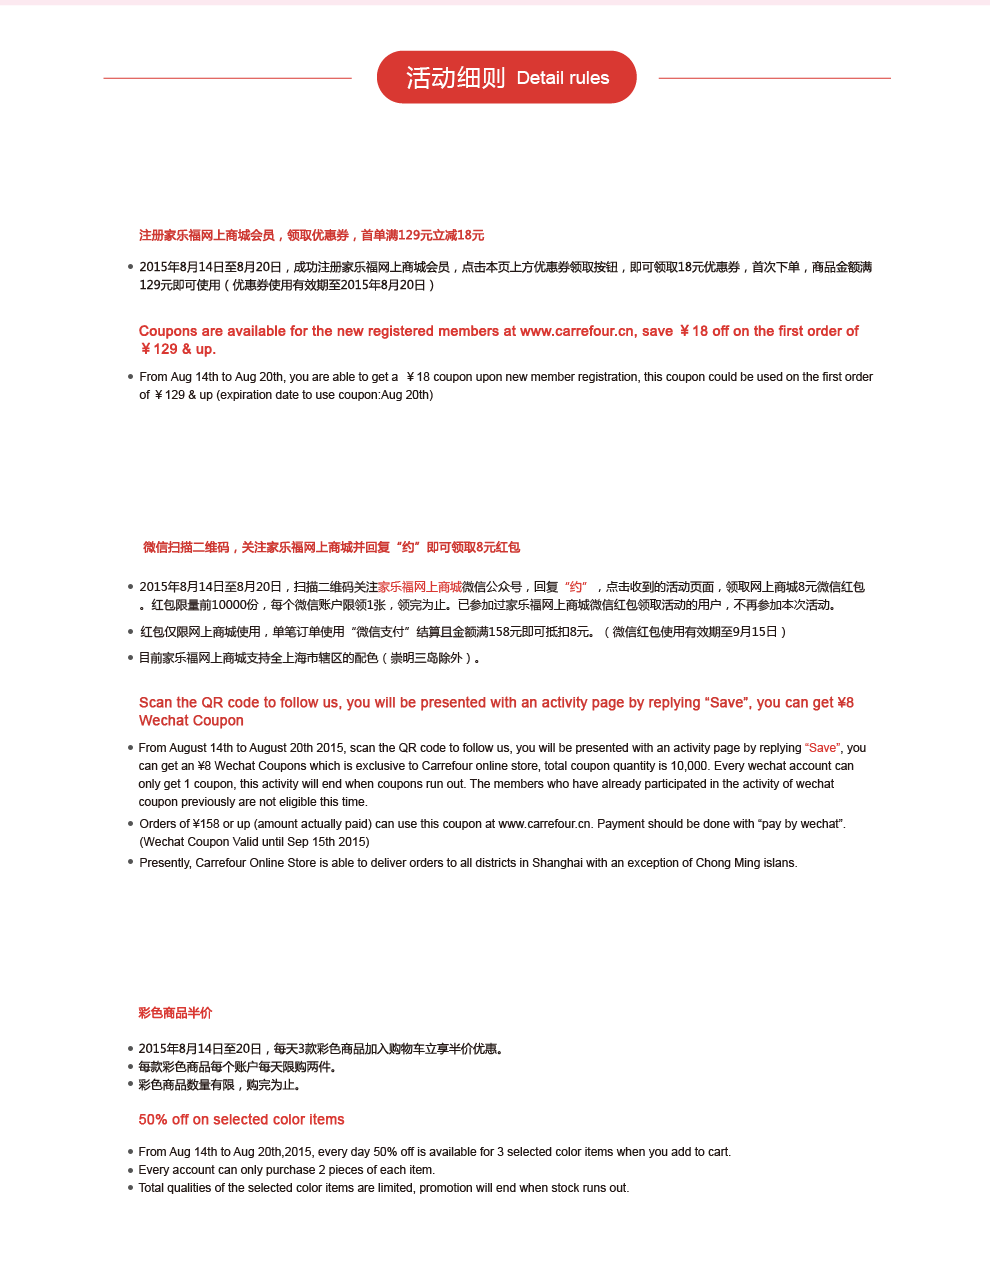 活动细则 Detail rules
注册家乐福网上商城会员，领取优惠券，首单满129元立减18元
2015年8月14日至8月20日，成功注册家乐福网上商城会员，点击本页上方优惠券领取按钮，即可领取18元优惠券，首次下单，商品金额满
129元即可使用（优惠券使用有效期至2015年8月20日）
Coupons are available for the new registered members at www.carrefour.cn, save ￥18 off on the first order of
￥129 & up.
From Aug 14th to Aug 20th, you are able to get a ￥18 coupon upon new member registration, this coupon could be used on the first order
of ￥129 & up (expiration date to use coupon:Aug 20th)
微信扫描二维码，关注家乐福网上商城并回复“约”即可领取8元红包
2015年8月14日至8月20日，扫描二维码关注家乐福网上商城微信公众号，回复“约”，点击收到的活动页面，领取网上商城8元微信红包
。红包限量前10000份，每个微信账户限领1张，领完为止。已参加过家乐福网上商城微信红包领取活动的用户，不再参加本次活动。
红包仅限网上商城使用，单笔订单使用“微信支付”结算且金额满158元即可抵扣8元。（微信红包使用有效期至9月15日）
目前家乐福网上商城支持全上海市辖区的配色（崇明三岛除外）。
Scan the QR code to follow us, you will be presented with an activity page by replying “Save”, you can get ¥8
Wechat Coupon
From August 14th to August 20th 2015, scan the QR code to follow us, you will be presented with an activity page by replying “Save”, you
can get an ¥8 Wechat Coupons which is exclusive to Carrefour online store, total coupon quantity is 10,000. Every wechat account can
only get 1 coupon, this activity will end when coupons run out. The members who have already participated in the activity of wechat
coupon previously are not eligible this time.
Orders of ¥158 or up (amount actually paid) can use this coupon at www.carrefour.cn. Payment should be done with “pay by wechat”.
(Wechat Coupon Valid until Sep 15th 2015)
Presently, Carrefour Online Store is able to deliver orders to all districts in Shanghai with an exception of Chong Ming islans.
彩色商品半价
2015年8月14日至20日，每天3款彩色商品加入购物车立享半价优惠。
每款彩色商品每个账户每天限购两件。
彩色商品数量有限，购完为止。
50% off on selected color items
From Aug 14th to Aug 20th,2015, every day 50% off is available for 3 selected color items when you add to cart.
Every account can only purchase 2 pieces of each item.
Total qualities of the selected color items are limited, promotion will end when stock runs out.